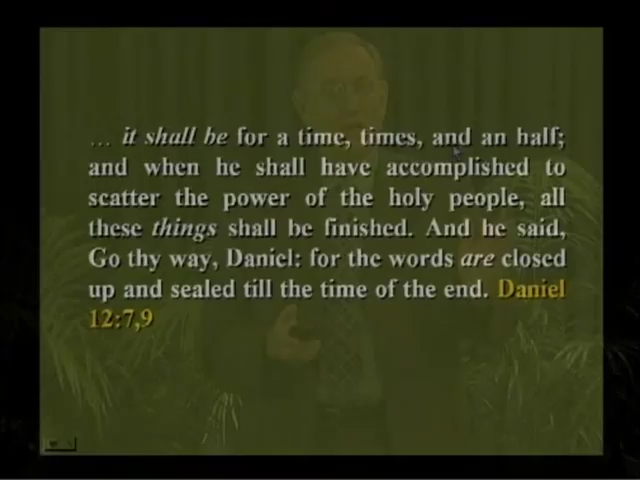 ... it shall be for a time, times, and an half;
and when he shall have accomplished to
scatter the power of the holy people, all
these things shall be finished. And he said,
Go thy way, Daniel: for the words are closed
up and sealed till the time of the end. Daniel
12:7,9